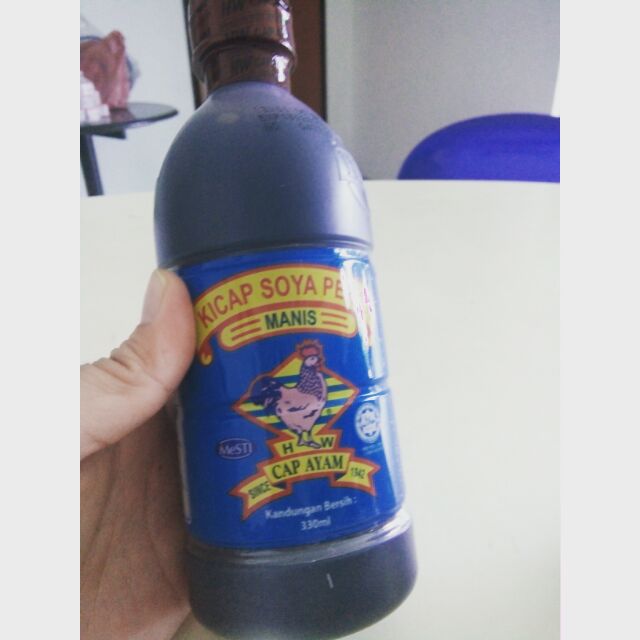 KICAP SOYA PE
MANIS
MeSTI
H W
CAP AYAM
SINCE 1942
Kandungan Bersih :
330ml